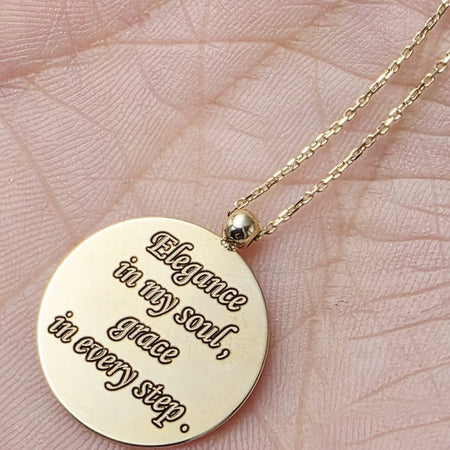 Elegance
in my soul,
grace
in every step.